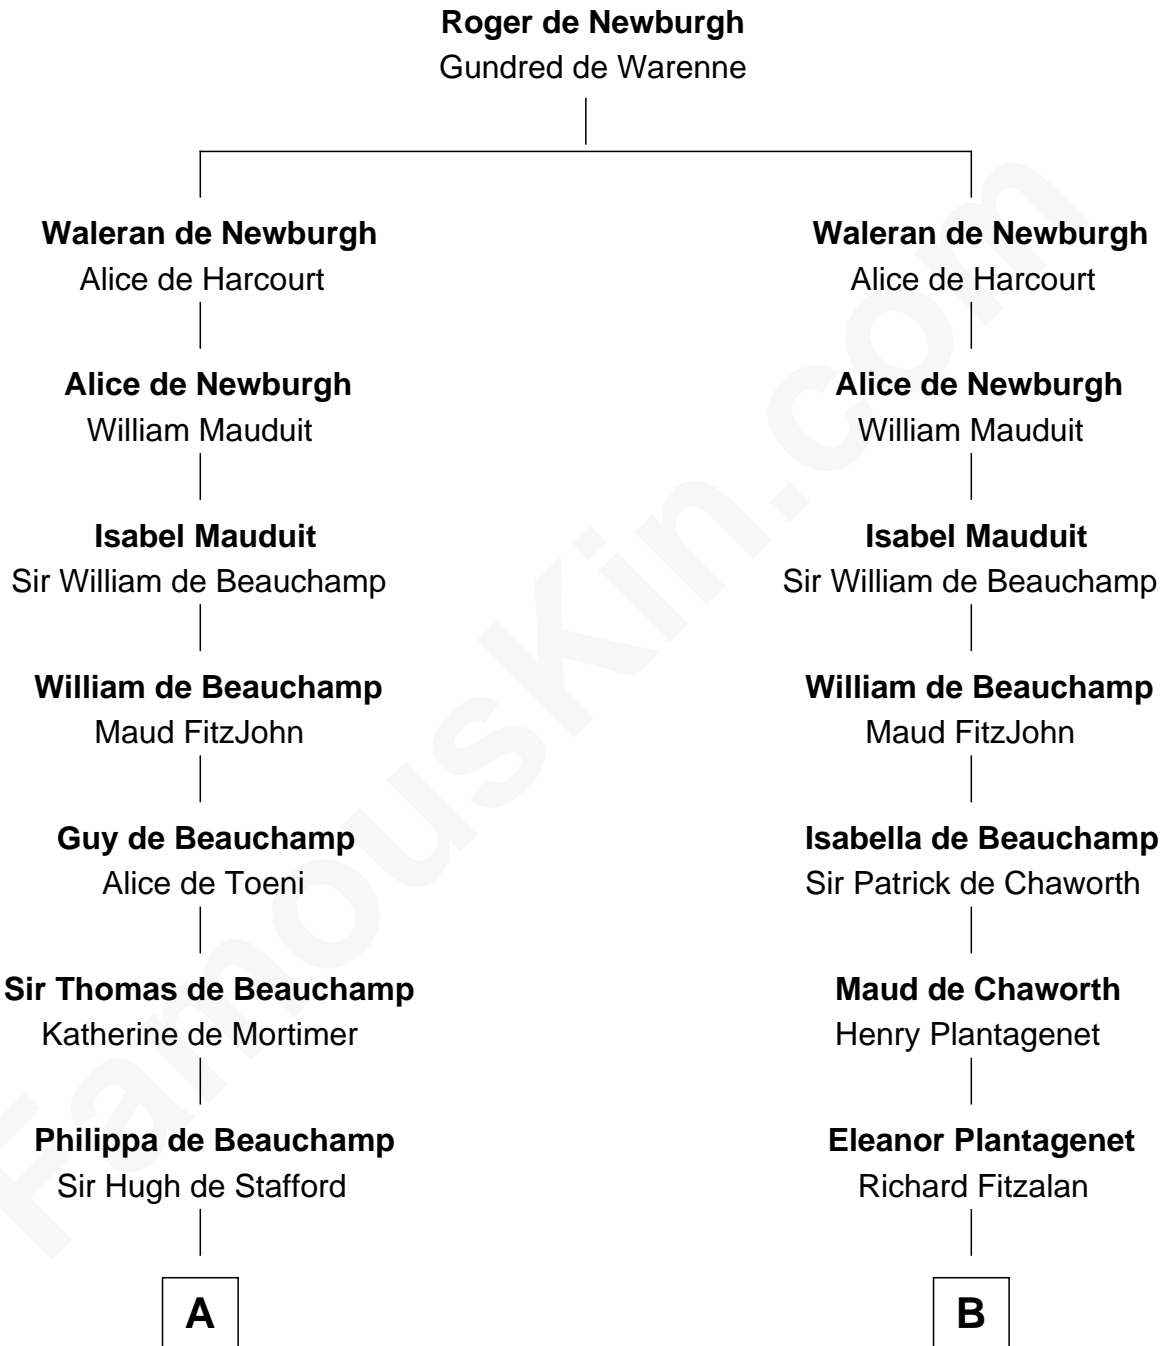 Roger de Newburgh
Gundred de Warenne
Waleran de Newburgh
Alice de Harcourt
Alice de Newburgh
William Mauduit
Isabel Mauduit
Sir William de Beauchamp
William de Beauchamp
Maud FitzJohn
Guy de Beauchamp
Alice de Toeni
Sir Thomas de Beauchamp
Katherine de Mortimer
Philippa de Beauchamp
Sir Hugh de Stafford
A
Waleran de Newburgh
Alice de Harcourt
Alice de Newburgh
William Mauduit
Isabel Mauduit
Sir William de Beauchamp
William de Beauchamp
Maud FitzJohn
Isabella de Beauchamp
Sir Patrick de Chaworth
Maud de Chaworth
Henry Plantagenet
Eleanor Plantagenet
Richard Fitzalan
B
FamousKin.com